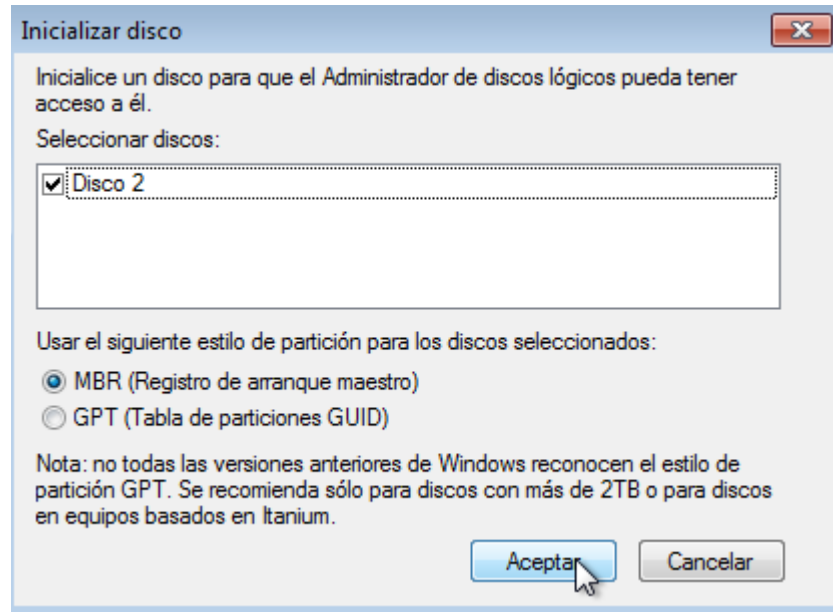 Inicializar disco
Inicialice un disco para que el Administrador de discos lógicos pueda tener
acceso a él.
Seleccionar discos:
Disco 2
Usar el siguiente estilo de partición para los discos seleccionados:
MBR (Registro de arranque maestro)
GPT (Tabla de particiones GUID)
Nota: no todas las versiones anteriores de Windows reconocen el estilo de
partición GPT. Se recomienda sólo para discos con más de 2TB o para discos
en equipos basados en Itanium.
Aceptar Cancelar